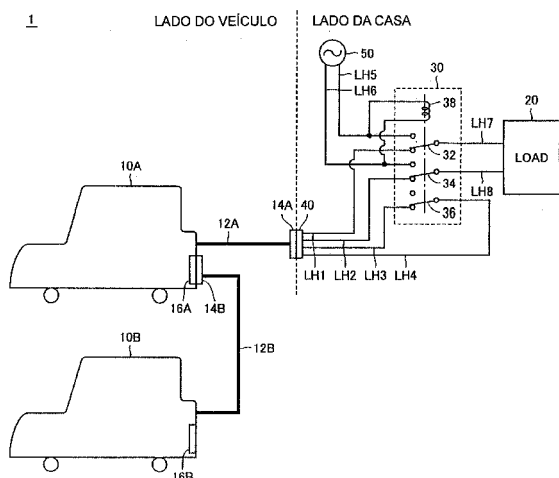 1
LADO DO VEÍCULO
LADO DA CASA
50
LH5
LH6
30
38
20
LH7
32
LOAD
34
LH8
36
10A
12A
14A
40
LH1
LH2
LH3
LH4
16A
14B
10B
12B
16B